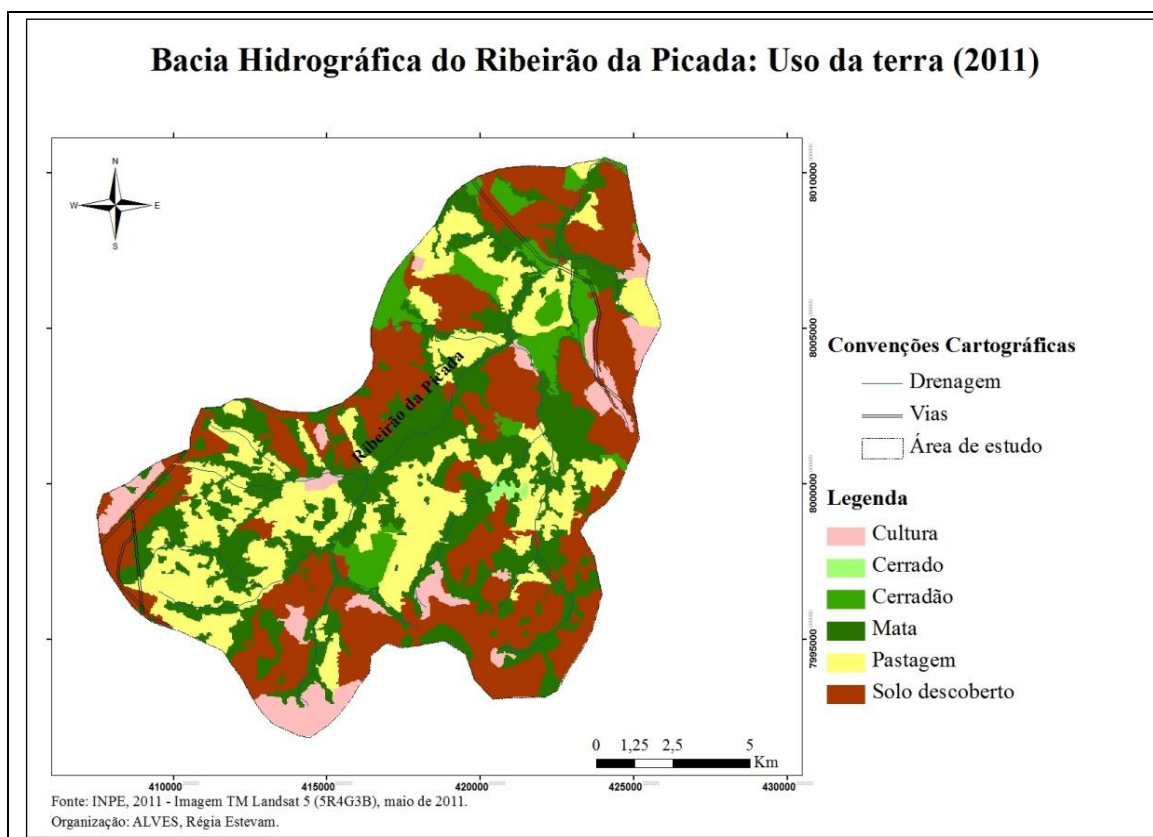 Bacia Hidrográfica do Ribeirão da Picada: Uso da terra (2011)
N
W E
S
Ribeirão da Picada
8010000
8005000
8000000
7995000
Convenções Cartográficas
Drenagem
Vias
Área de estudo
Legenda
Cultura
Cerrado
Cerradão
Mata
Pastagem
Solo descoberto
0 1,25 2,5 5
Km
410000 415000 420000 425000 430000
Fonte: INPE, 2011 - Imagem TM Landsat 5 (5R4G3B), maio de 2011.
Organização: ALVES, Régia Estevam.